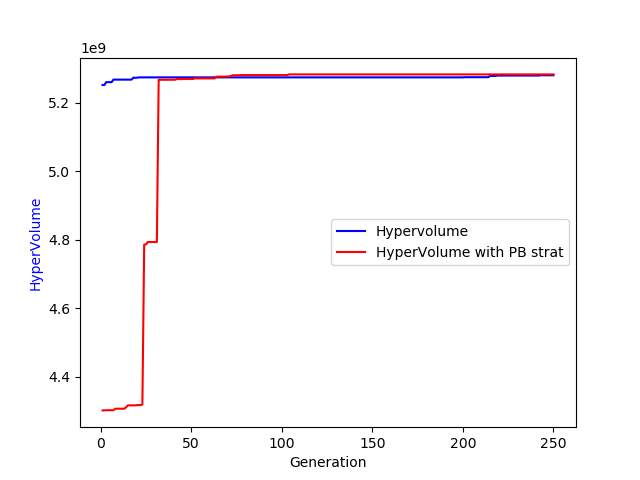 1e9
5.2
5.0
4.8
4.6
4.4
HyperVolume
Hypervolume
HyperVolume with PB strat
0 50 100 150 200 250
Generation